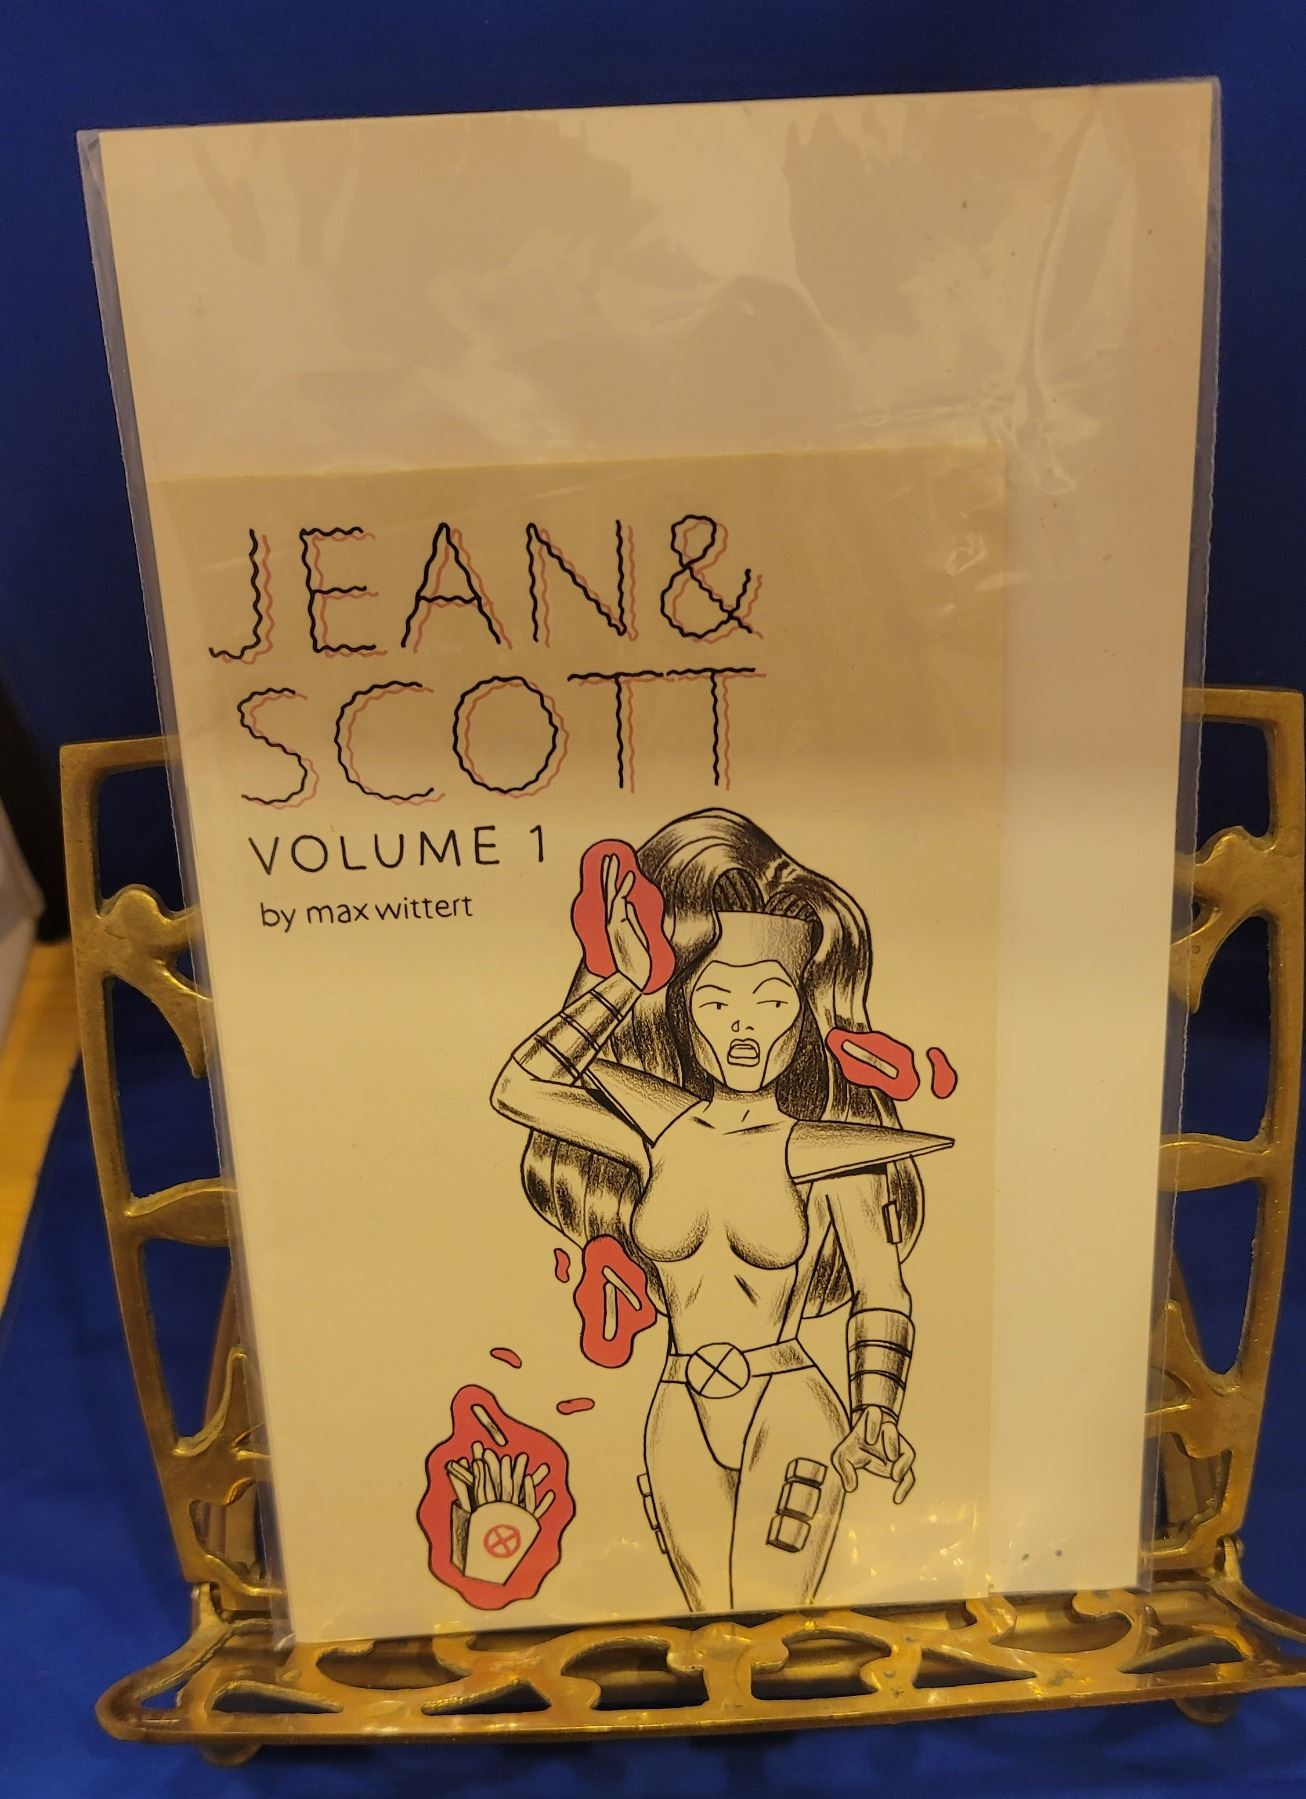 JEAN&
SCOTT
VOLUME 1
by max wittert